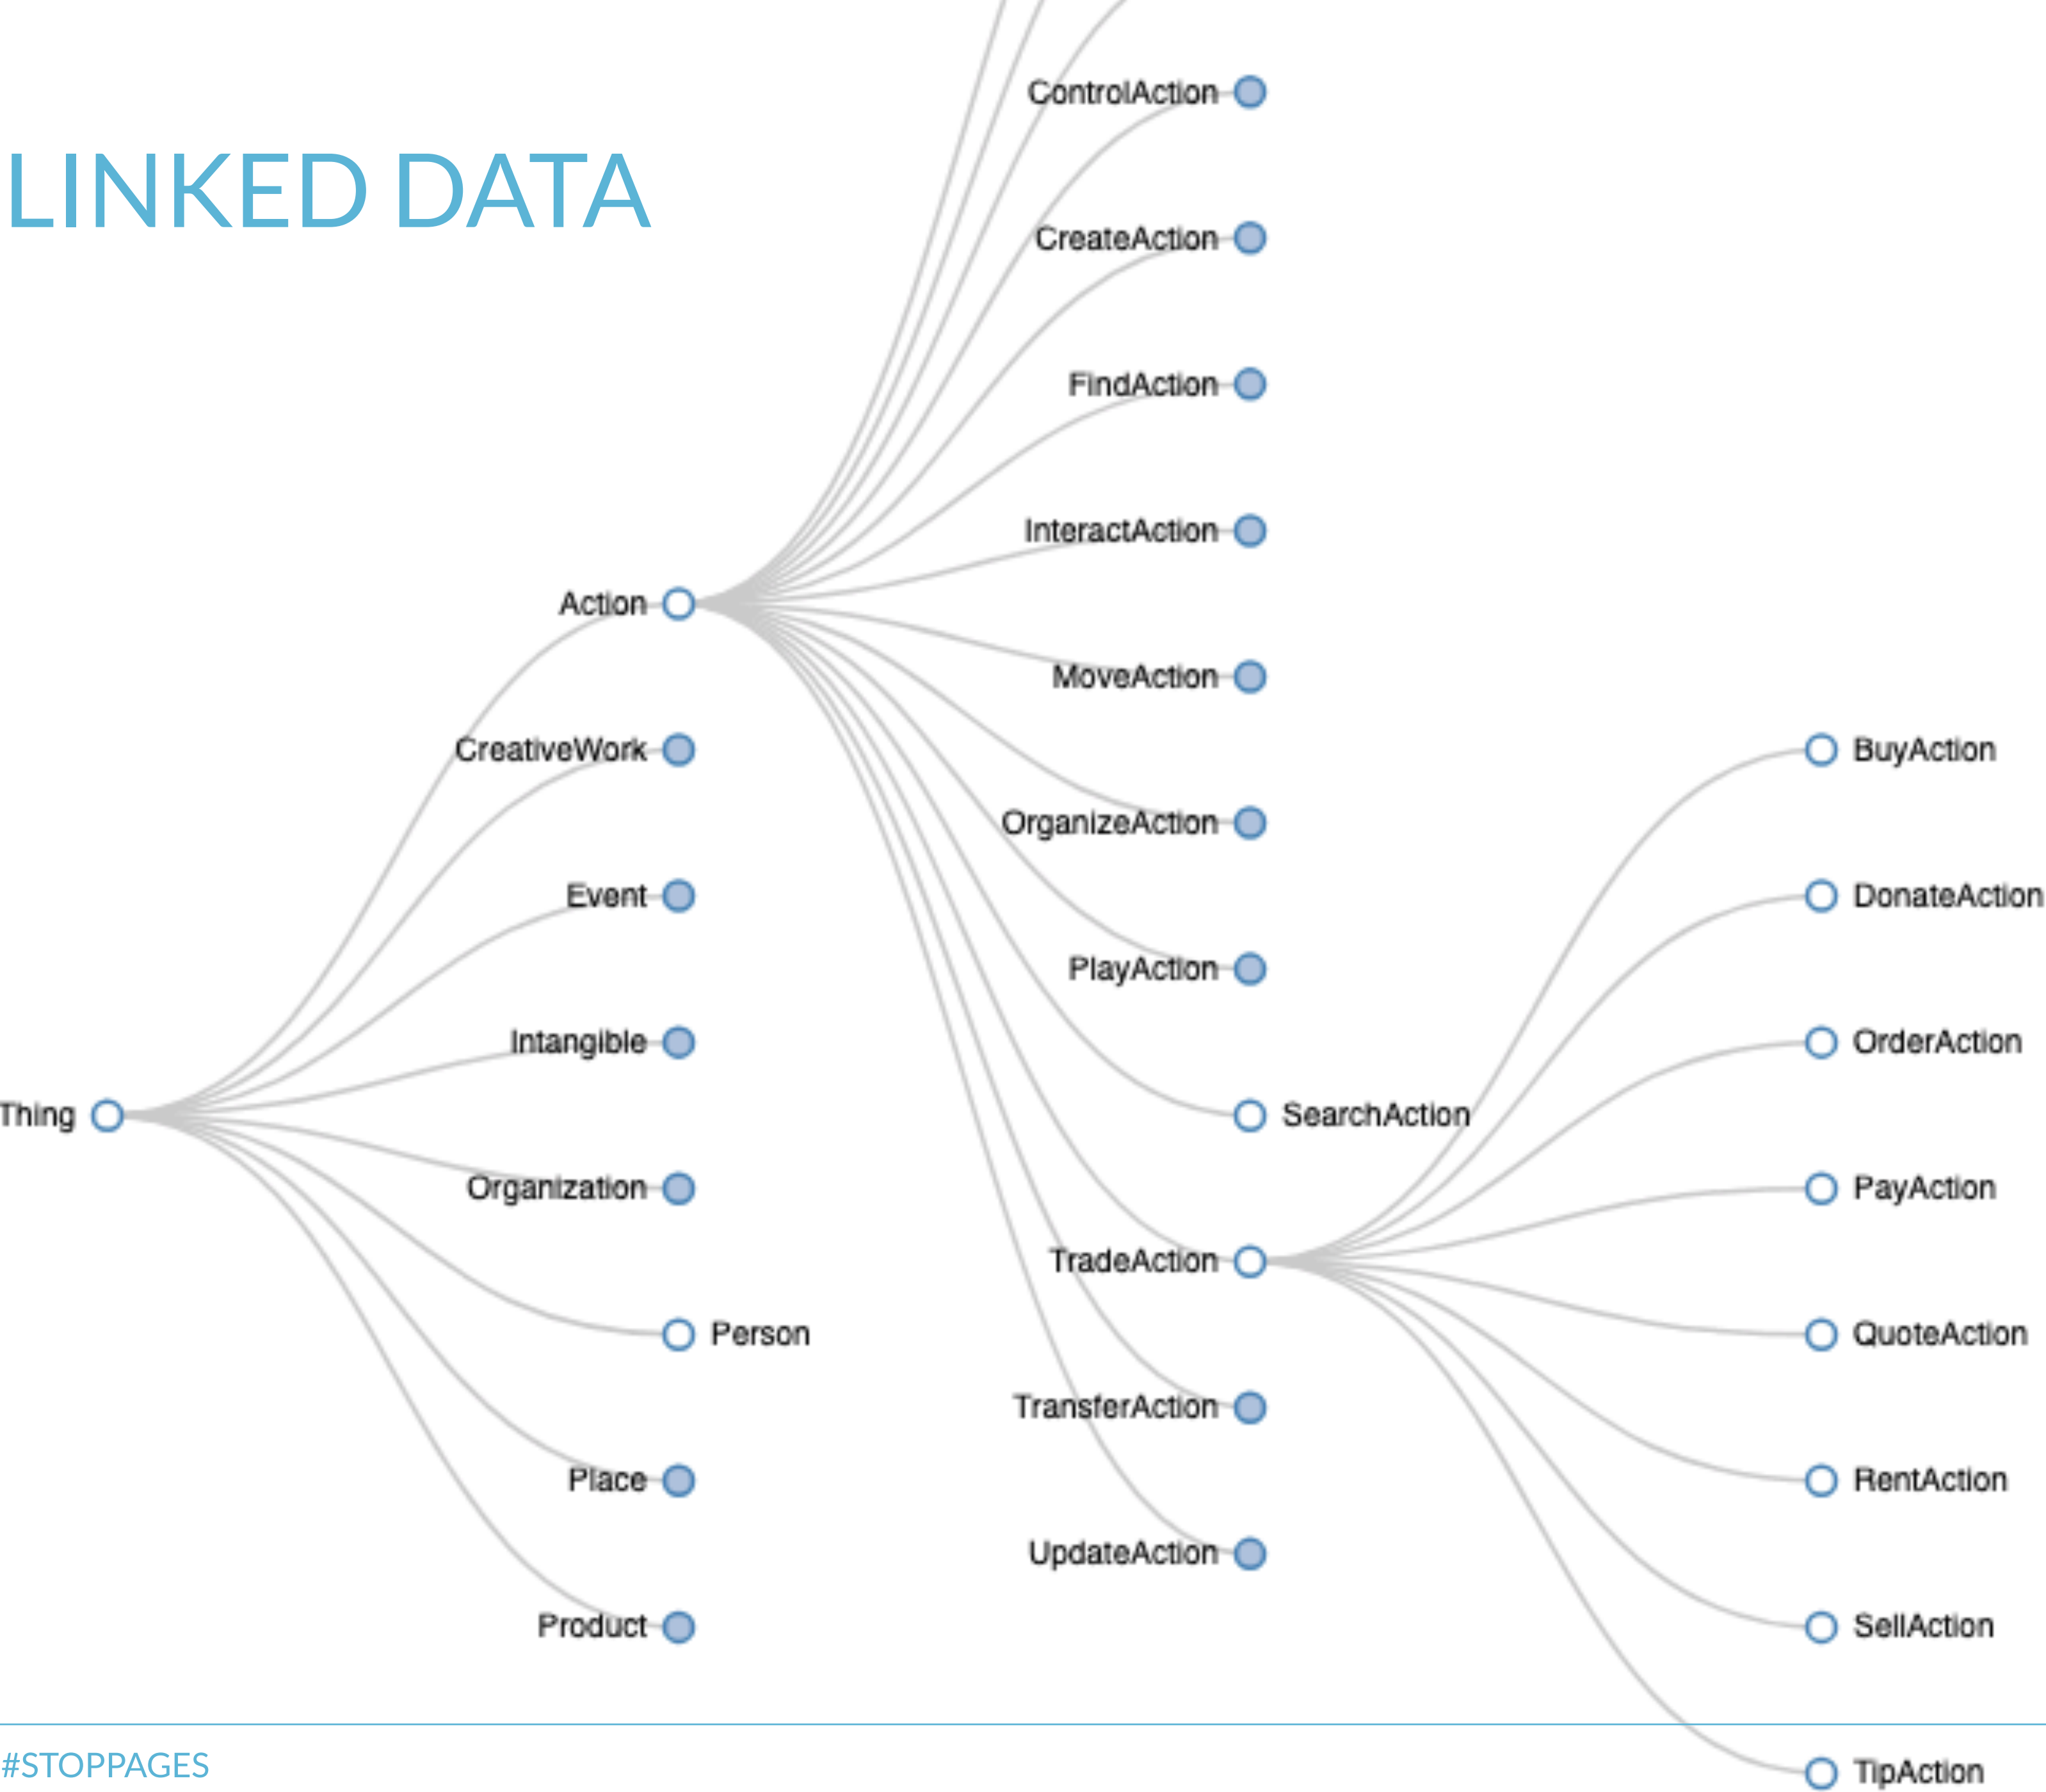 LINKED DATA
ControlAction
CreateAction
FindAction
InteractAction
Action
MoveAction
CreativeWork
BuyAction
OrganizeAction
Event
DonateAction
PlayAction
Intangible
OrderAction
Thing
SearchAction
Organization
PayAction
TradeAction
Person
QuoteAction
TransferAction
Place
RentAction
UpdateAction
Product
SellAction
#STOPPAGES
TipAction